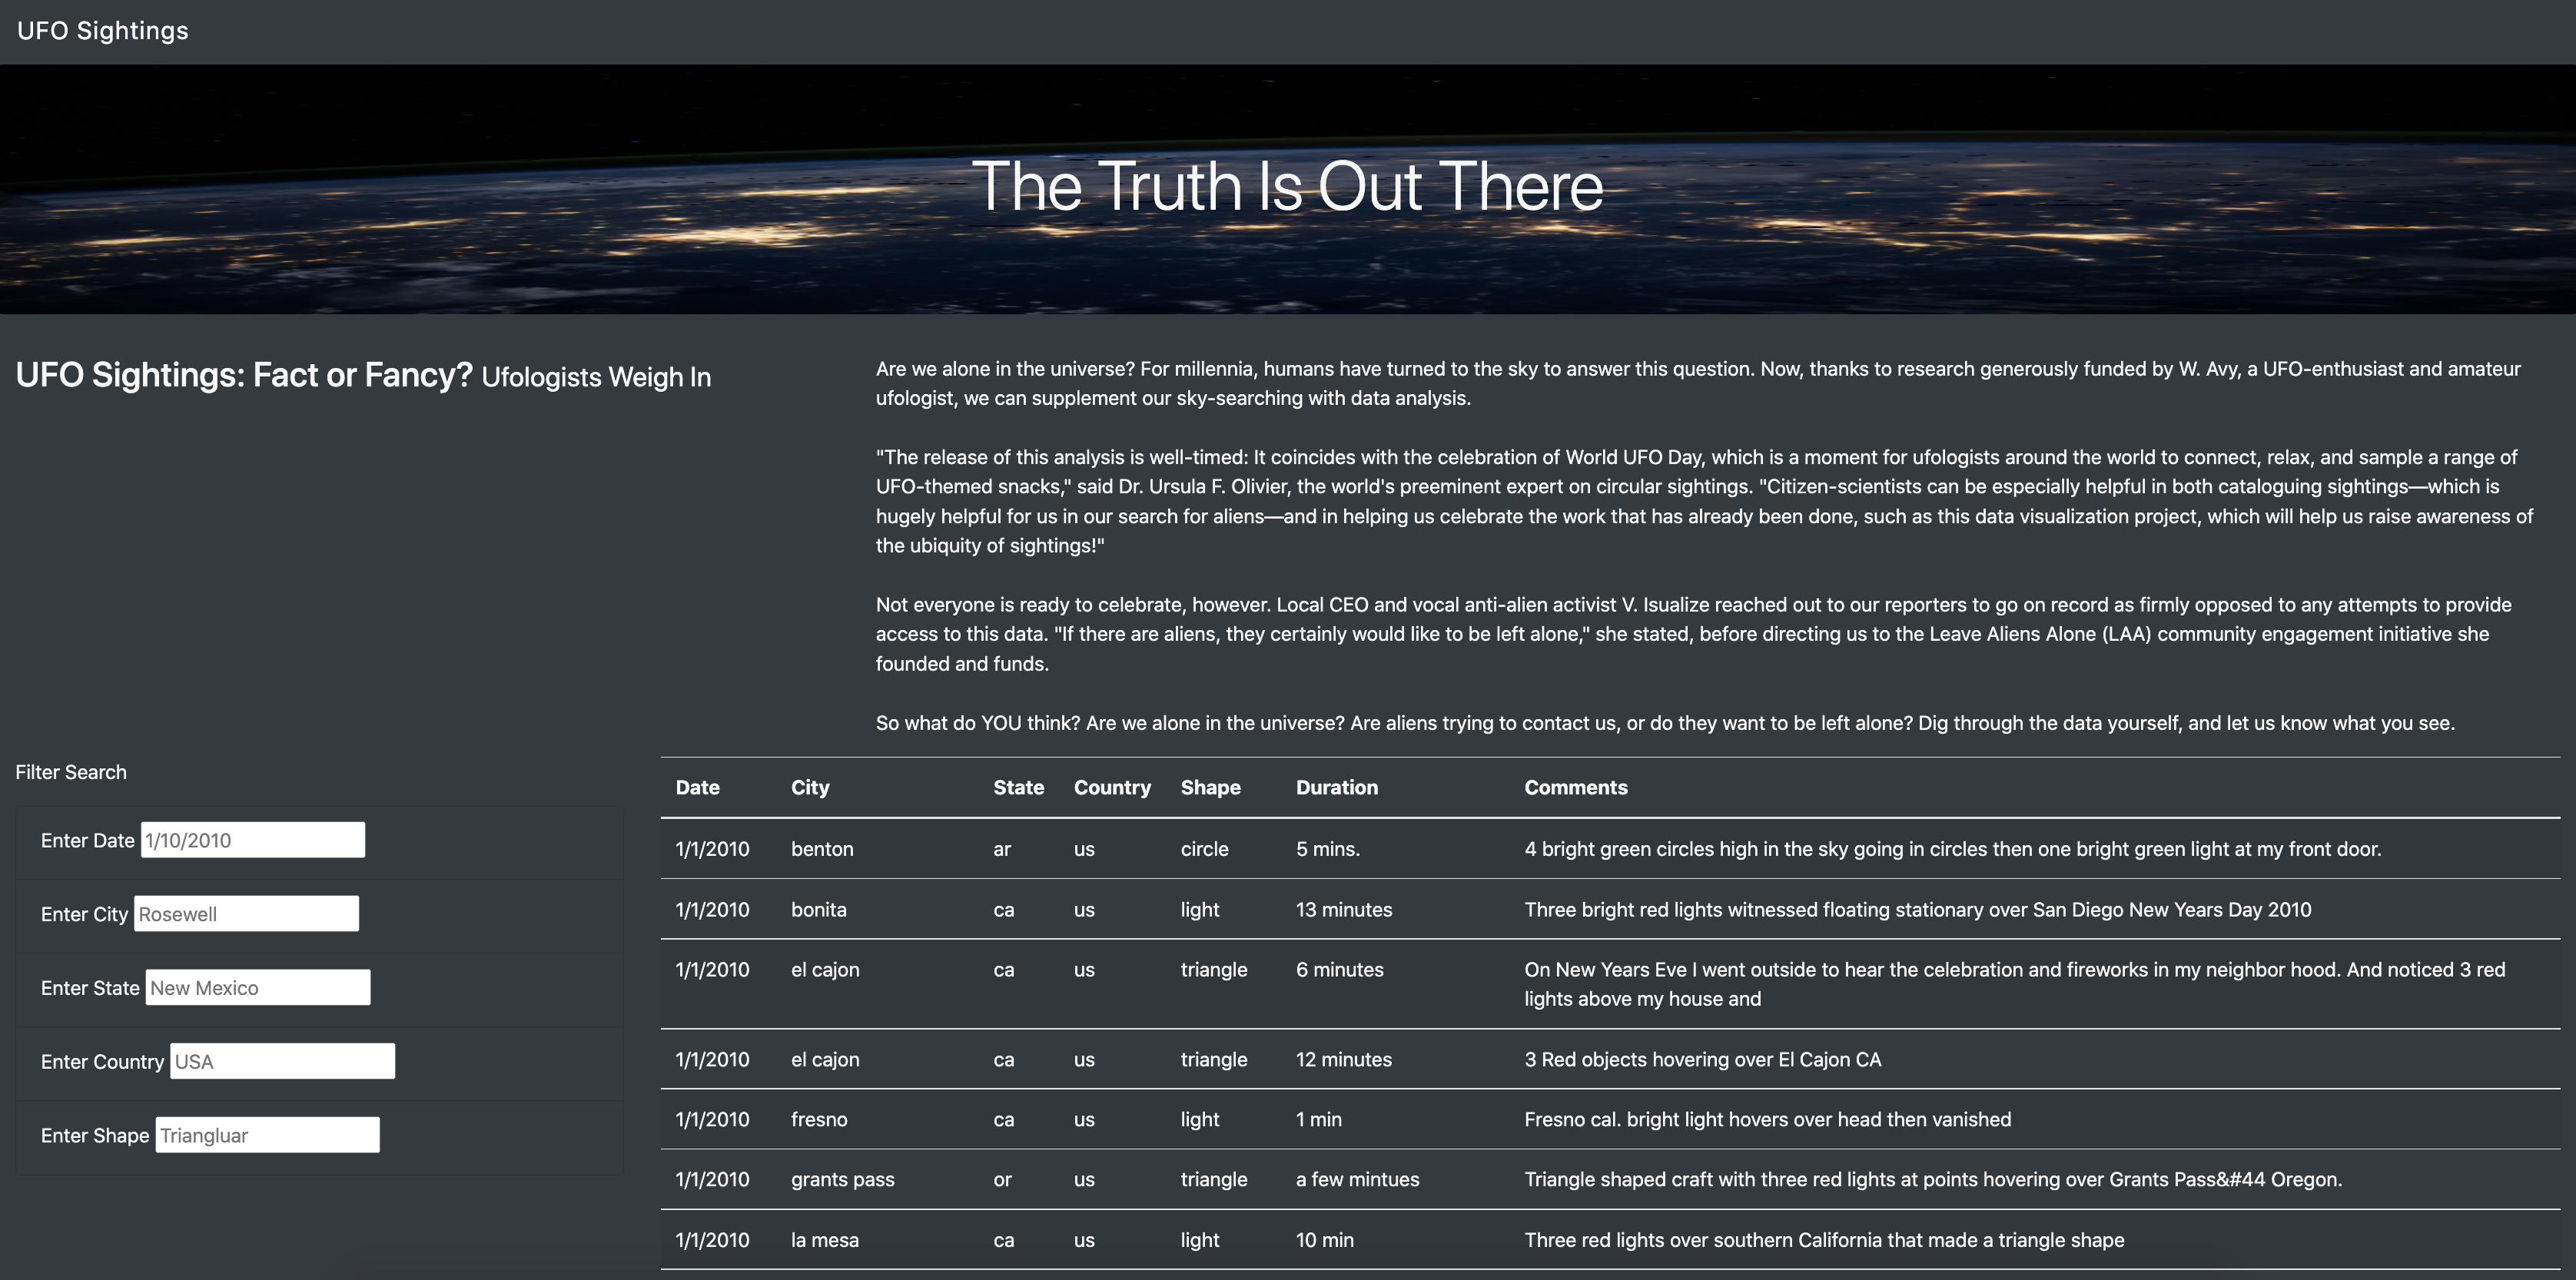 UFO Sightings
The Truth Is Out There
UFO Sightings: Fact or Fancy? Ufologists Weigh In
Are we alone in the universe? For millennia, humans have turned to the sky to answer this question. Now, thanks to research generously funded by W. Avy, a UFO-enthusiast and amateur
ufologist, we can supplement our sky-searching with data analysis.
"The release of this analysis is well-timed: It coincides with the celebration of World UFO Day, which is a moment for ufologists around the world to connect, relax, and sample a range of
UFO-themed snacks," said Dr. Ursula F. Olivier, the world's preeminent expert on circular sightings. "Citizen-scientists can be especially helpful in both cataloguing sightings—which is
hugely helpful for us in our search for aliens—and in helping us celebrate the work that has already been done, such as this data visualization project, which will help us raise awareness of
the ubiquity of sightings!"
Not everyone is ready to celebrate, however. Local CEO and vocal anti-alien activist V. Isualize reached out to our reporters to go on record as firmly opposed to any attempts to provide
access to this data. "If there are aliens, they certainly would like to be left alone," she stated, before directing us to the Leave Aliens Alone (LAA) community engagement initiative she
founded and funds.
So what do YOU think? Are we alone in the universe? Are aliens trying to contact us, or do they want to be left alone? Dig through the data yourself, and let us know what you see.
Filter Search
Enter Date 1/10/2010
Enter City Rosewell
Enter State New Mexico
Enter Country USA
Enter Shape Triangluar
Date City State Country Shape Duration Comments
1/1/2010 benton ar us circle 5 mins. 4 bright green circles high in the sky going in circles then one bright green light at my front door.
1/1/2010 bonita ca us light 13 minutes Three bright red lights witnessed floating stationary over San Diego New Years Day 2010
1/1/2010 el cajon ca us triangle 6 minutes On New Years Eve I went outside to hear the celebration and fireworks in my neighbor hood. And noticed 3 red
lights above my house and
1/1/2010 el cajon ca us triangle 12 minutes 3 Red objects hovering over El Cajon CA
1/1/2010 fresno ca us light 1 min Fresno cal. bright light hovers over head then vanished
1/1/2010 grants pass or us triangle a few mintues Triangle shaped craft with three red lights at points hovering over Grants Pass&#44 Oregon.
1/1/2010 la mesa ca us light 10 min Three red lights over southern California that made a triangle shape